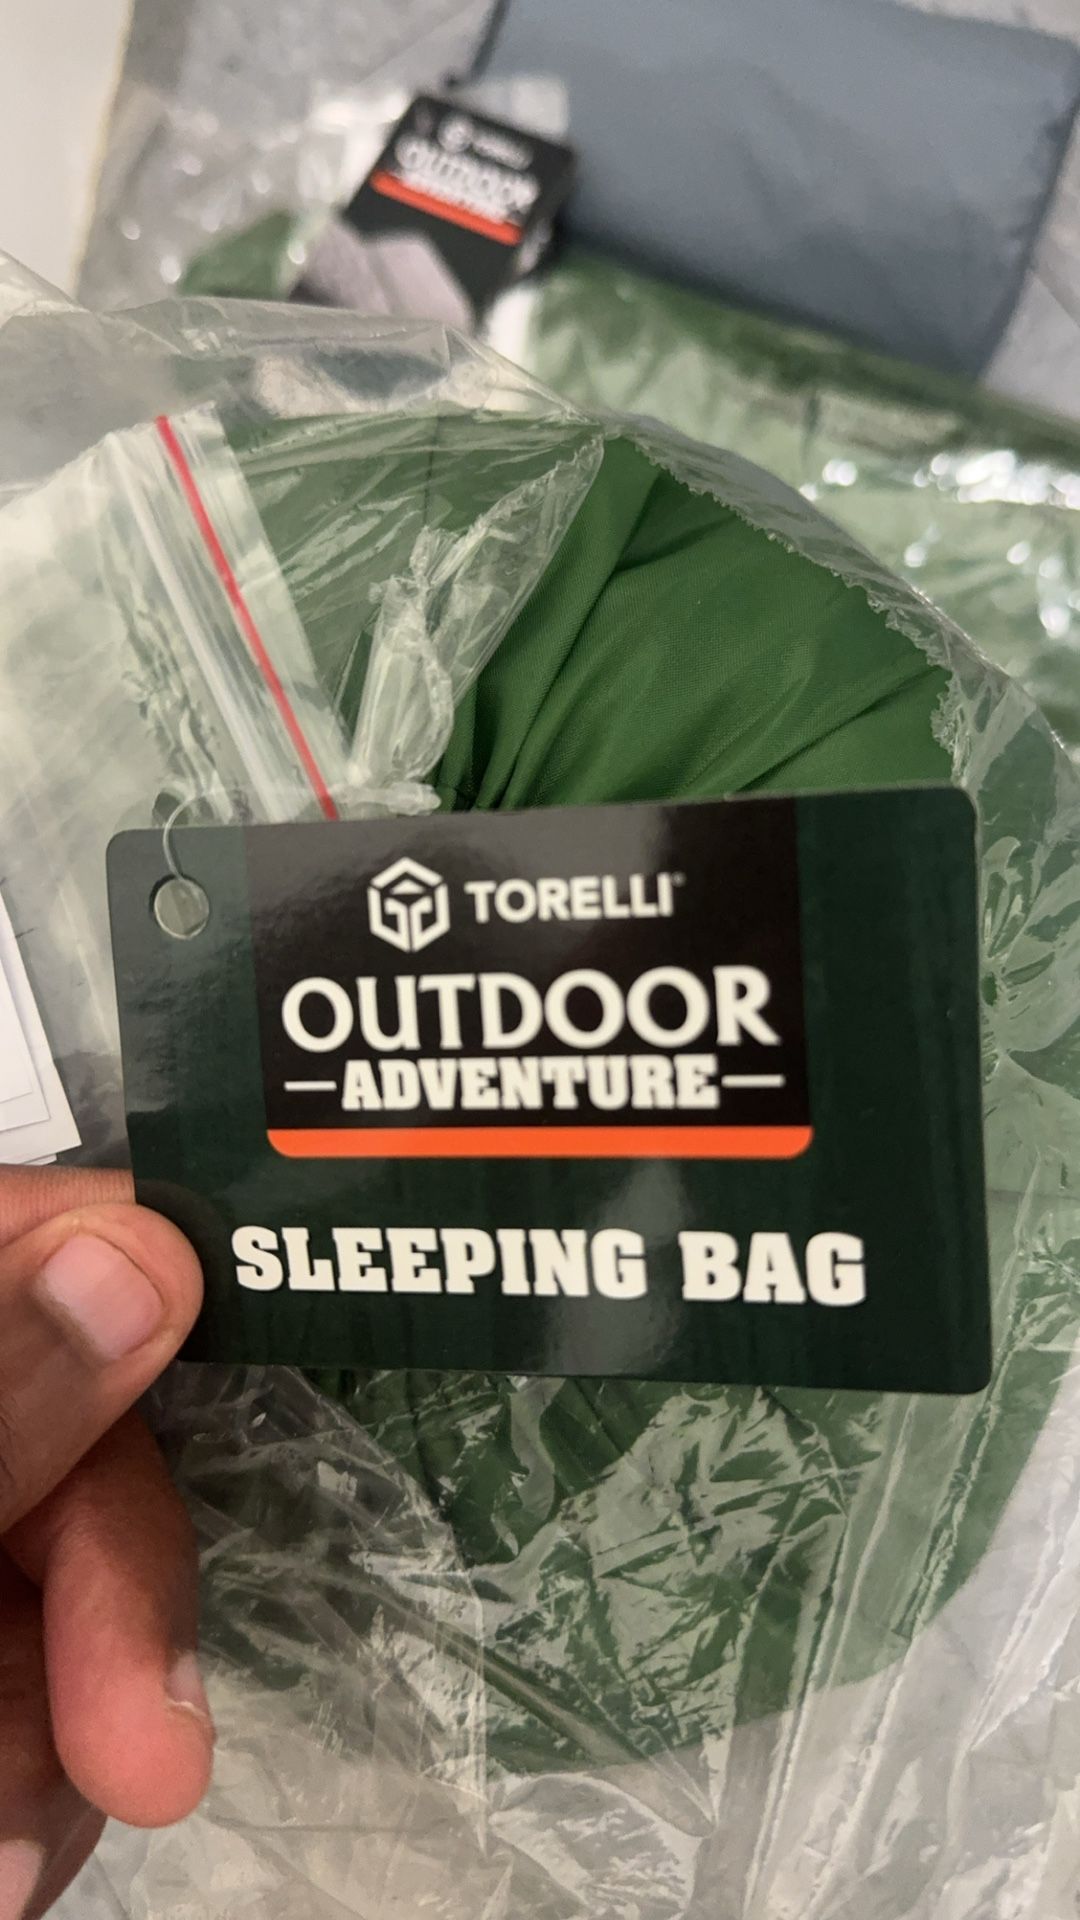 TORELLI
OUTDOOR
ADVENTURE
SLEEPING BAG
OUTDOOR